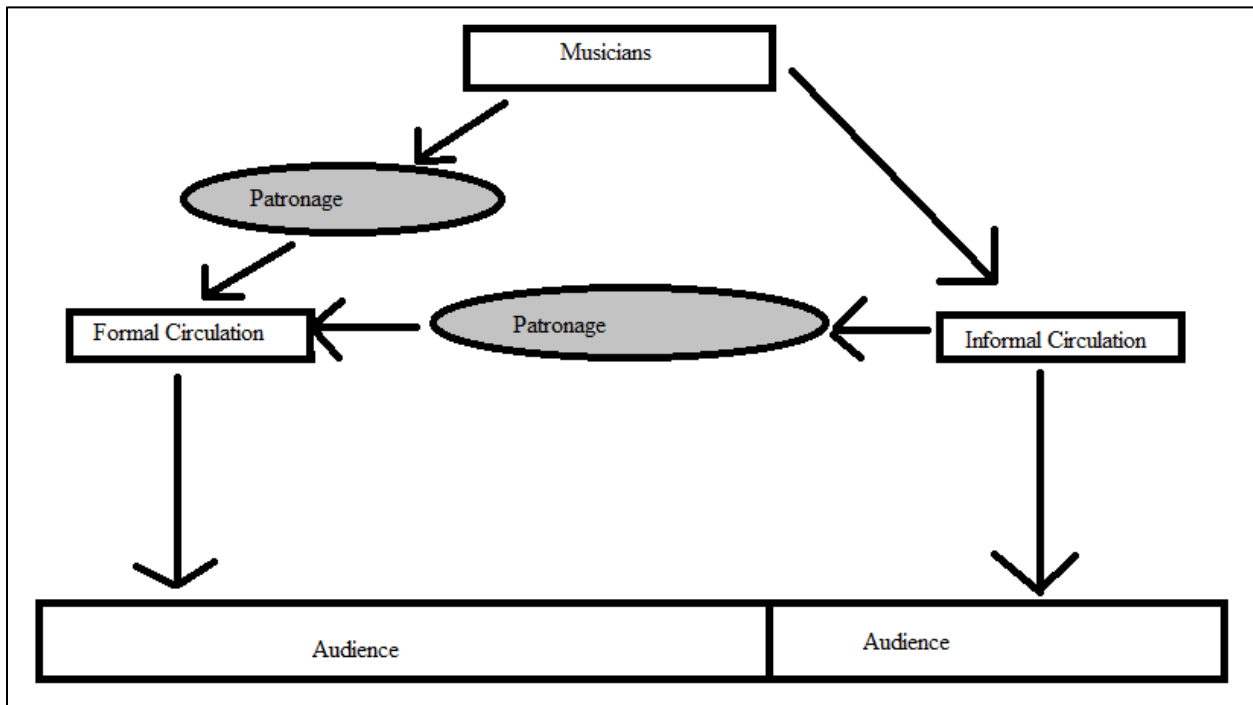 Musicians
Patronage
Formal Circulation
Patronage
Informal Circulation
Audience
Audience